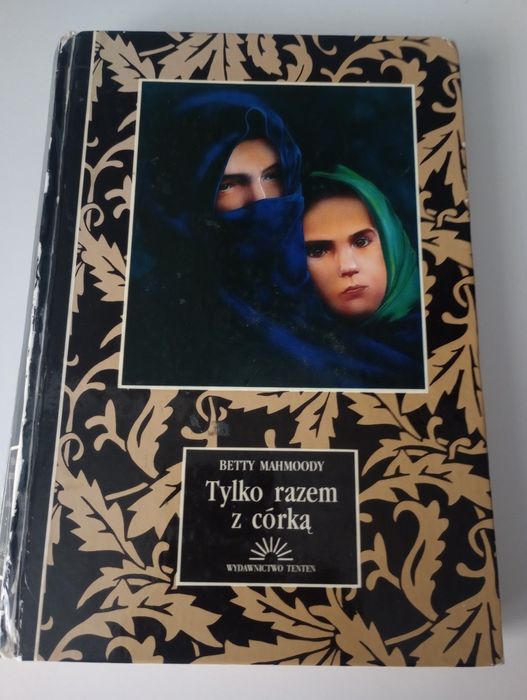 BETTY MAHMOODY
Tylko razem
z córką
WYDAWNICTWO TENTEN